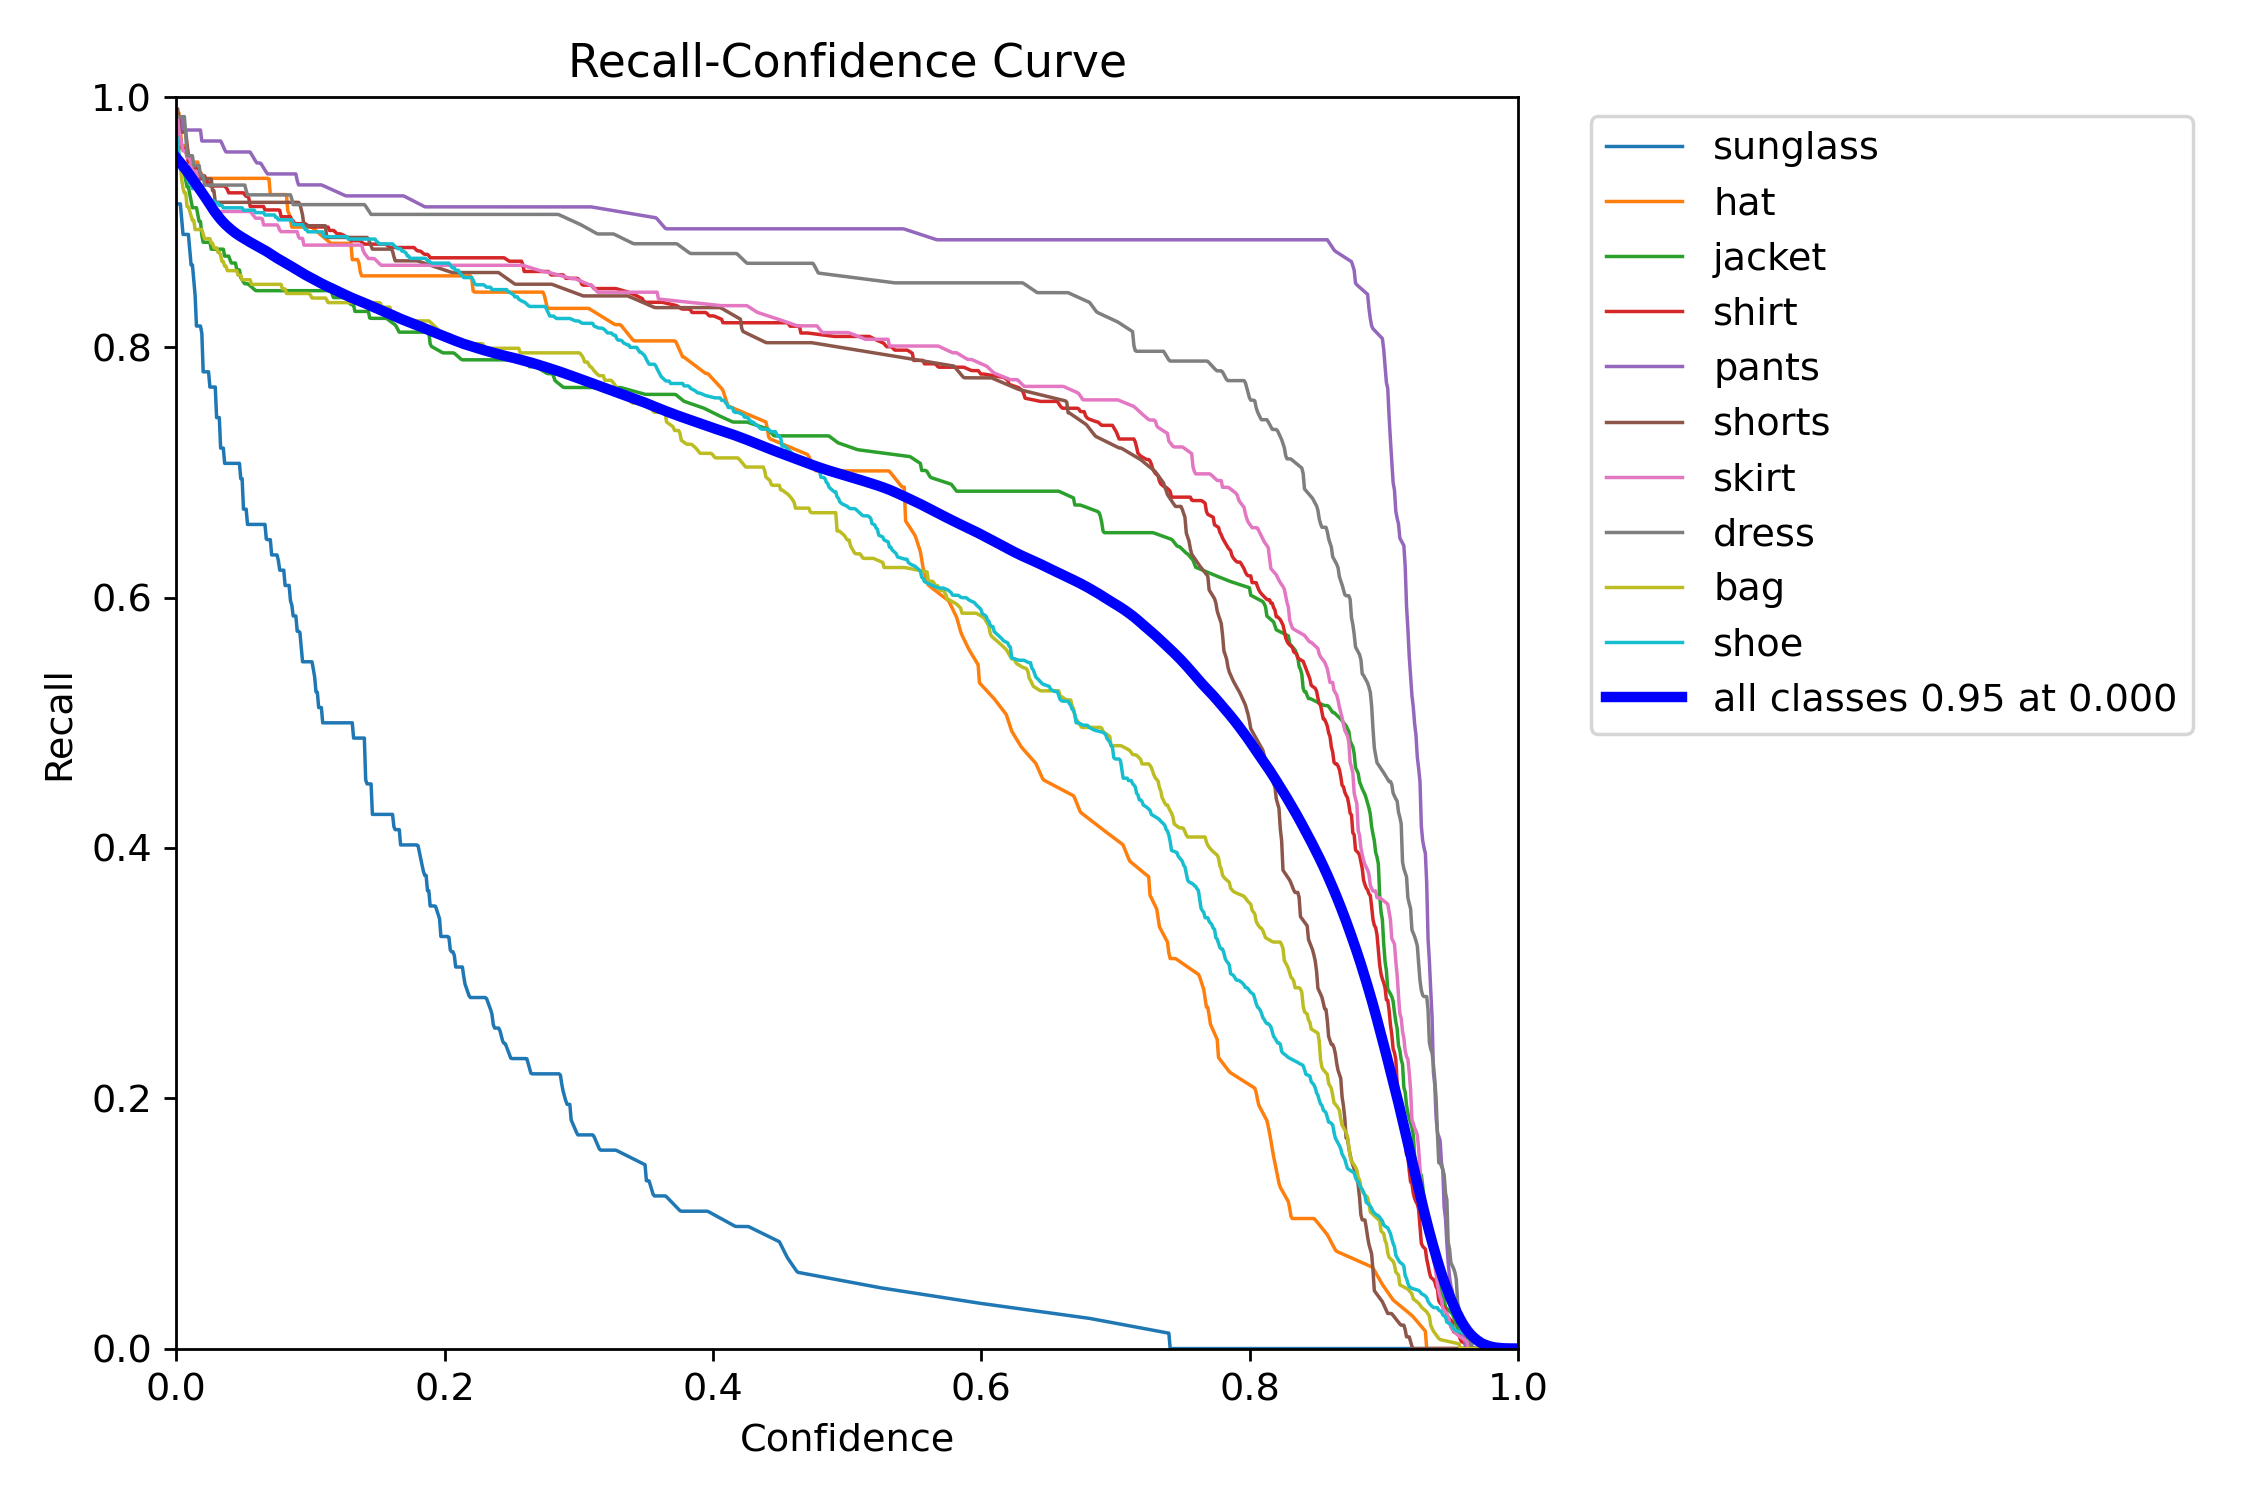 Recall-Confidence Curve
1.0
0.8
0.6
0.4
0.2
0.0
Recall
0.0 0.2 0.4 0.6 0.8 1.0
Confidence
sunglass
hat
jacket
shirt
pants
shorts
skirt
dress
bag
shoe
all classes 0.95 at 0.000